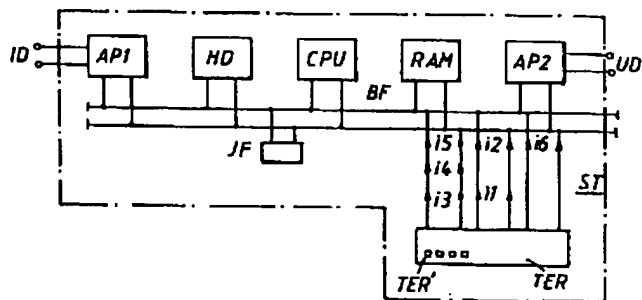 ID AP1 HD CPU RAM AP2 UD
BF
JF i5 i2 i6
i4 ST
i3 i1
TER' TER